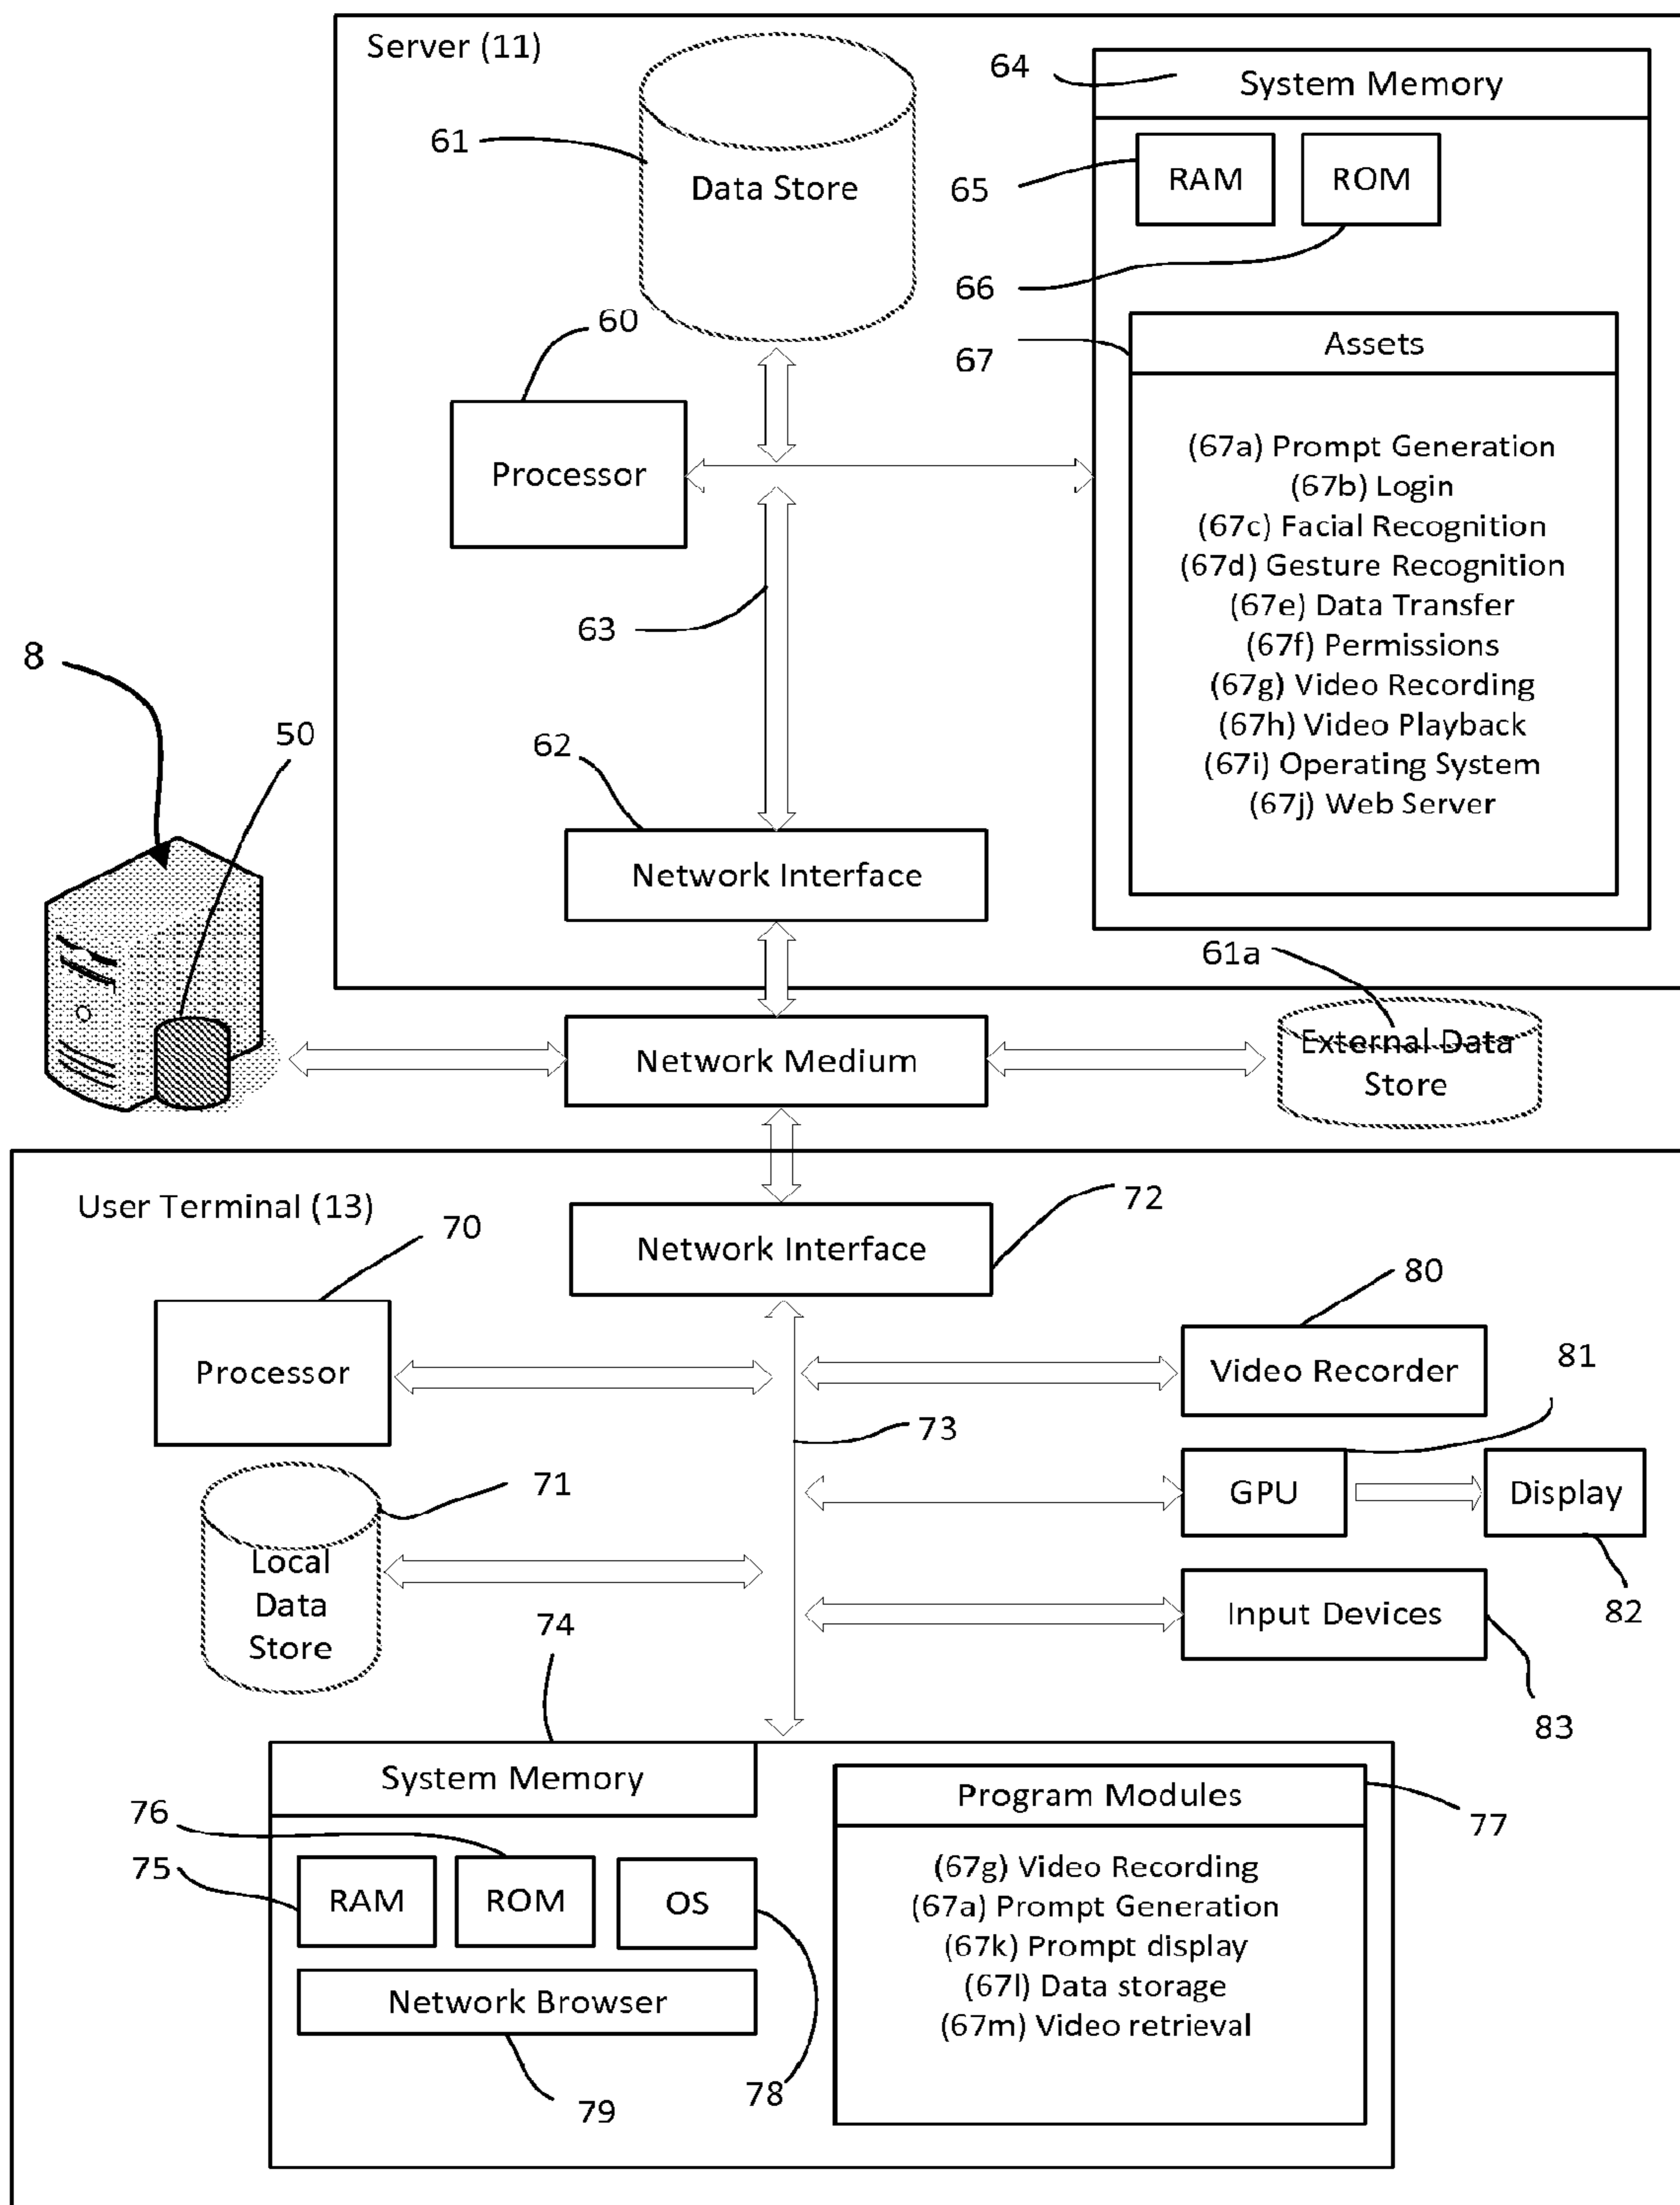 Server (11)
64
System Memory
61
Data Store
65
RAM
ROM
66
60
67
Assets
Processor
(67a) Prompt Generation
(67b) Login
(67c) Facial Recognition
(67d) Gesture Recognition
(67e) Data Transfer
(67f) Permissions
(67g) Video Recording
(67h) Video Playback
(67i) Operating System
(67j) Web Server
63
8
50
62
Network Interface
61a
Network Medium
External Data
Store
User Terminal (13)
70
72
Network Interface
80
Processor
Video Recorder
81
73
71
GPU
Display
Local
Data
Store
82
Input Devices
74
83
System Memory
Program Modules
77
76
75
RAM
ROM
OS
(67g) Video Recording
(67a) Prompt Generation
(67k) Prompt display
(67l) Data storage
(67m) Video retrieval
Network Browser
78
79